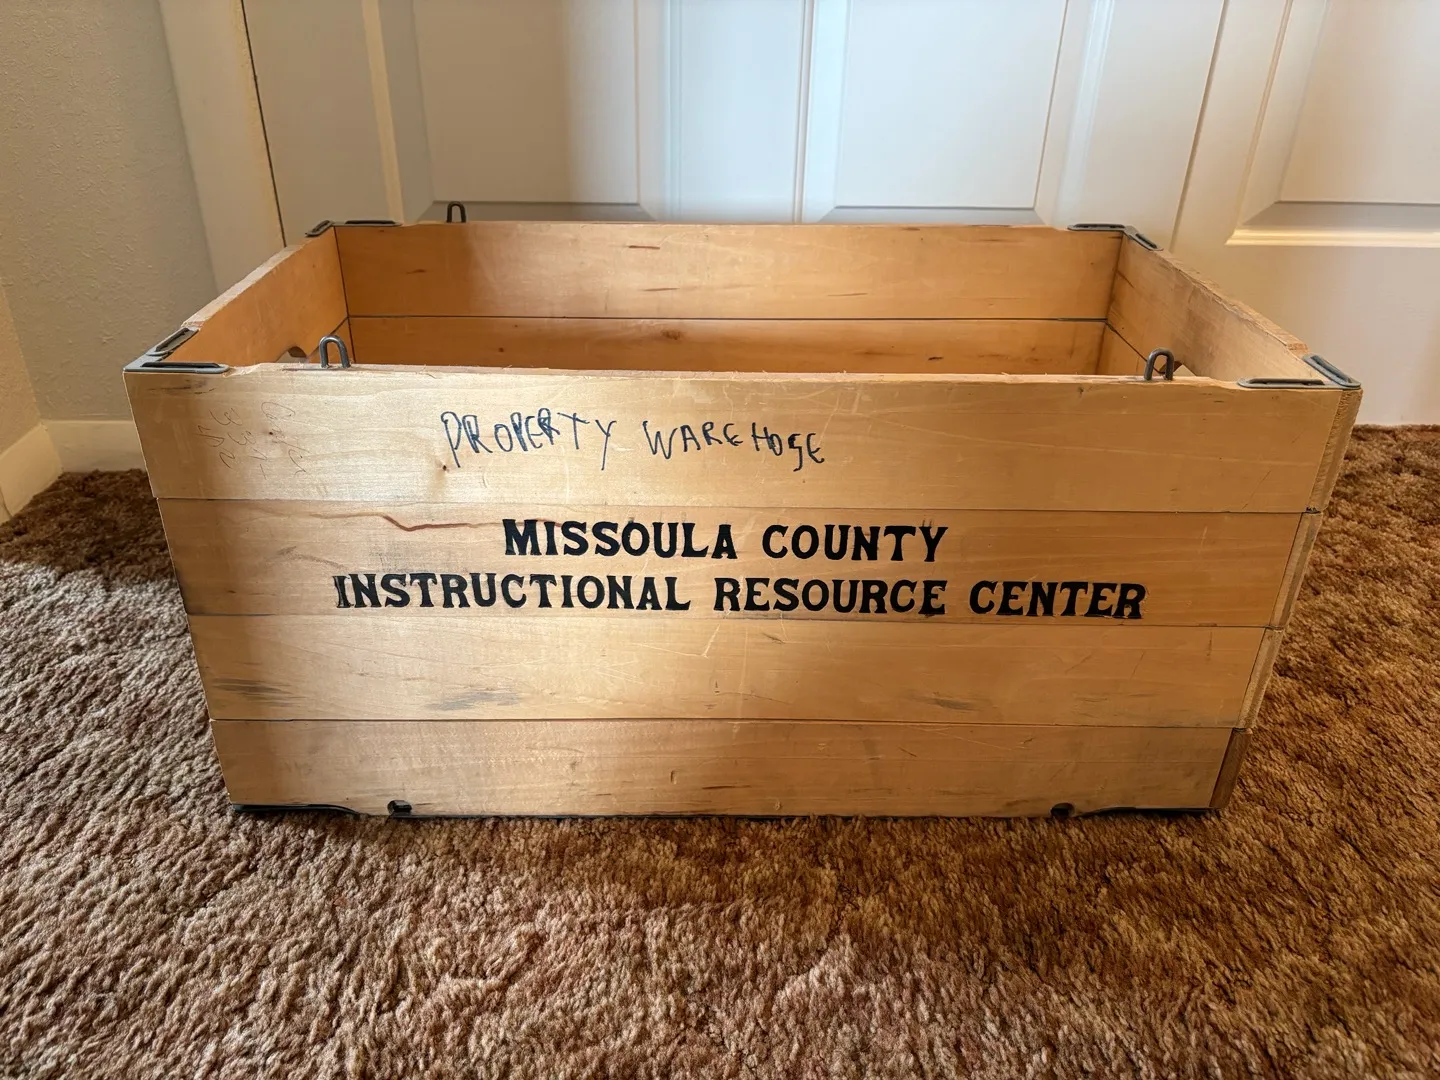 PROPERTY WAREHOSE
MISSOULA COUNTY
INSTRUCTIONAL RESOURCE CENTER